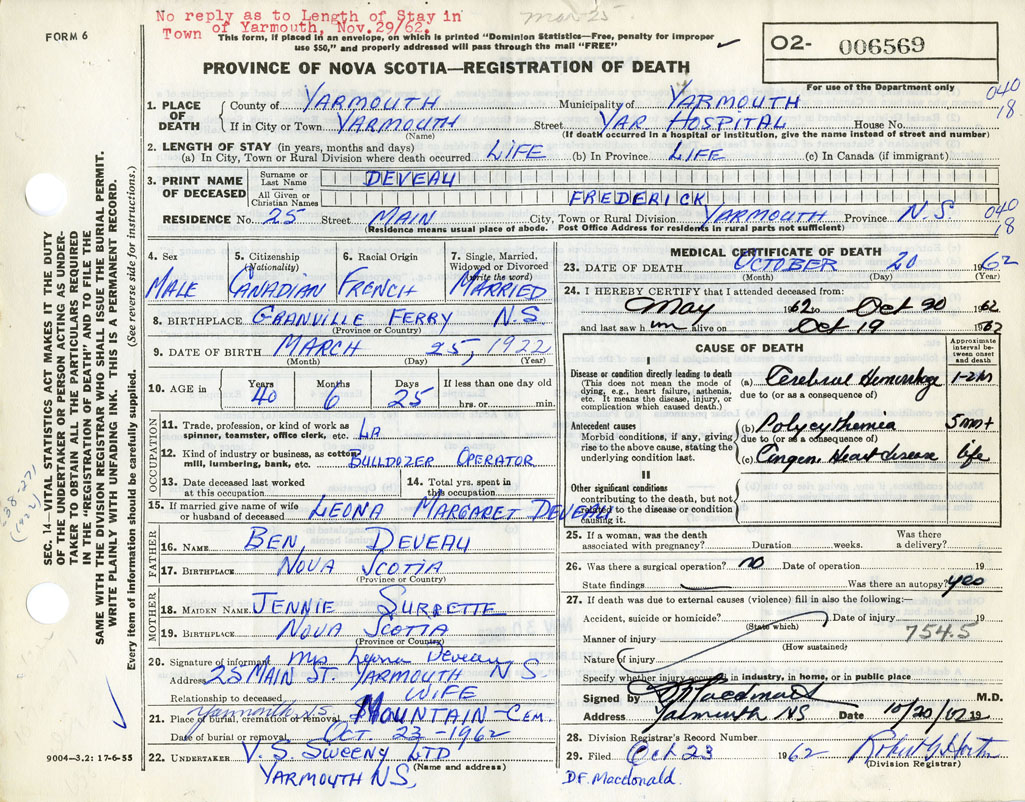 No reply as to Length of Stay in
Town of Yarmouth, Nov.29/62.
Mar 25
FORM 6
This form, if placed in an envelope, on which is printed "Dominion Statistics—Free, penalty for improper
use $50," and properly addressed will pass through the mail "FREE"
O2- 006569
PROVINCE OF NOVA SCOTIA—REGISTRATION OF DEATH
For use of the Department only
040
18
1. PLACE OF DEATH
County of YARMOUTH Municipality of YARMOUTH
If in City or Town YARMOUTH Street YAR HOSPITAL House No.
(Name) (If death occurred in a hospital or institution, give the name instead of street and number)
2. LENGTH OF STAY (in years, months and days)
(a) In City, Town or Rural Division where death occurred LIFE (b) In Province LIFE (c) In Canada (if immigrant)
3. PRINT NAME OF DECEASED
Surname or Last Name DEVEAU
All Given or Christian Names FREDERICK
RESIDENCE No. 25 Street MAIN City, Town or Rural Division YARMOUTH Province N.S
(Residence means usual place of abode. Post Office Address for residents in rural parts not sufficient)
040
18
4. Sex MALE
5. Citizenship (Nationality) CANADIAN
6. Racial Origin FRENCH
7. Single, Married, Widowed or Divorced (write the word) MARRIED
8. BIRTHPLACE GRANVILLE FERRY N.S.
(Province or Country)
9. DATE OF BIRTH MARCH 25, 1922
(Month) (Day) (Year)
10. AGE in Years 40 Months 6 Days 25 If less than one day old hrs. or min.
OCCUPATION
11. Trade, profession, or kind of work as
spinner, teamster, office clerk, etc. LA
12. Kind of industry or business, as cotton
mill, lumbering, bank, etc. BULLDOZER OPERATOR
13. Date deceased last worked at this occupation
14. Total yrs. spent in this occupation
15. If married give name of wife or husband of deceased LEONA MARGARET DEVEAU
FATHER
16. NAME BEN, DEVEAU
17. BIRTHPLACE NOVA SCOTIA
(Province or Country)
MOTHER
18. MAIDEN NAME JENNIE SURRETTE
19. BIRTHPLACE NOVA SCOTIA
(Province or Country)
20. Signature of informant Mrs Leona Deveau
Address 25 MAIN ST. YARMOUTH N S.
Relationship to deceased WIFE
21. Place of burial, cremation or removal Yarmouth N.S. MOUNTAIN-CEM.
Date of burial or removal OCT. 23-1962
22. UNDERTAKER V. S. SWEENY LTD
(Name and address)
YARMOUTH NS,
MEDICAL CERTIFICATE OF DEATH
23. DATE OF DEATH OCTOBER 20 1962
(Month) (Day) (Year)
24. I HEREBY CERTIFY that I attended deceased from:
May 1962 to Oct 20 1962
and last saw him alive on Oct 19 1962
CAUSE OF DEATH
Approximate interval between onset and death
I
Disease or condition directly leading to death
(This does not mean the mode of
dying, e.g., heart failure, asthenia,
etc. It means the disease, injury, or
complication which caused death.)
(a) Cerebral Hemorrhage 1-2 hr
due to (or as a consequence of)
Antecedent causes
Morbid conditions, if any, giving
rise to the above cause, stating the
underlying condition last.
(b) Polycythemia 5 mo+
due to (or as a consequence of)
(c) Congen. Heart disease life
II
Other significant conditions
contributing to the death, but not
related to the disease or condition
causing it.
25. If a woman, was the death associated with pregnancy? Duration weeks. Was there a delivery?
26. Was there a surgical operation? no Date of operation 19
State findings Was there an autopsy? yes
27. If death was due to external causes (violence) fill in also the following:—
Accident, suicide or homicide? (State which) Date of injury 19
754.5
Manner of injury
(How sustained)
Nature of injury
Specify whether injury occurred in industry, in home, or in public place
Signed by M.D.
Address Yarmouth NS Date 10/20/62 19
28. Division Registrar's Record Number
29. Filed Oct 23 1962
(Division Registrar)
D.F. Macdonald.
SEC. 14—VITAL STATISTICS ACT MAKES IT THE DUTY
OF THE UNDERTAKER OR PERSON ACTING AS UNDER-
TAKER TO OBTAIN ALL THE PARTICULARS REQUIRED
IN THE "REGISTRATION OF DEATH" AND TO FILE THE
SAME WITH THE DIVISION REGISTRAR WHO SHALL ISSUE THE BURIAL PERMIT.
WRITE PLAINLY WITH UNFADING INK. THIS IS A PERMANENT RECORD.
Every item of information should be carefully supplied. (See reverse side for instructions.)
9004—3.2: 17-6-55